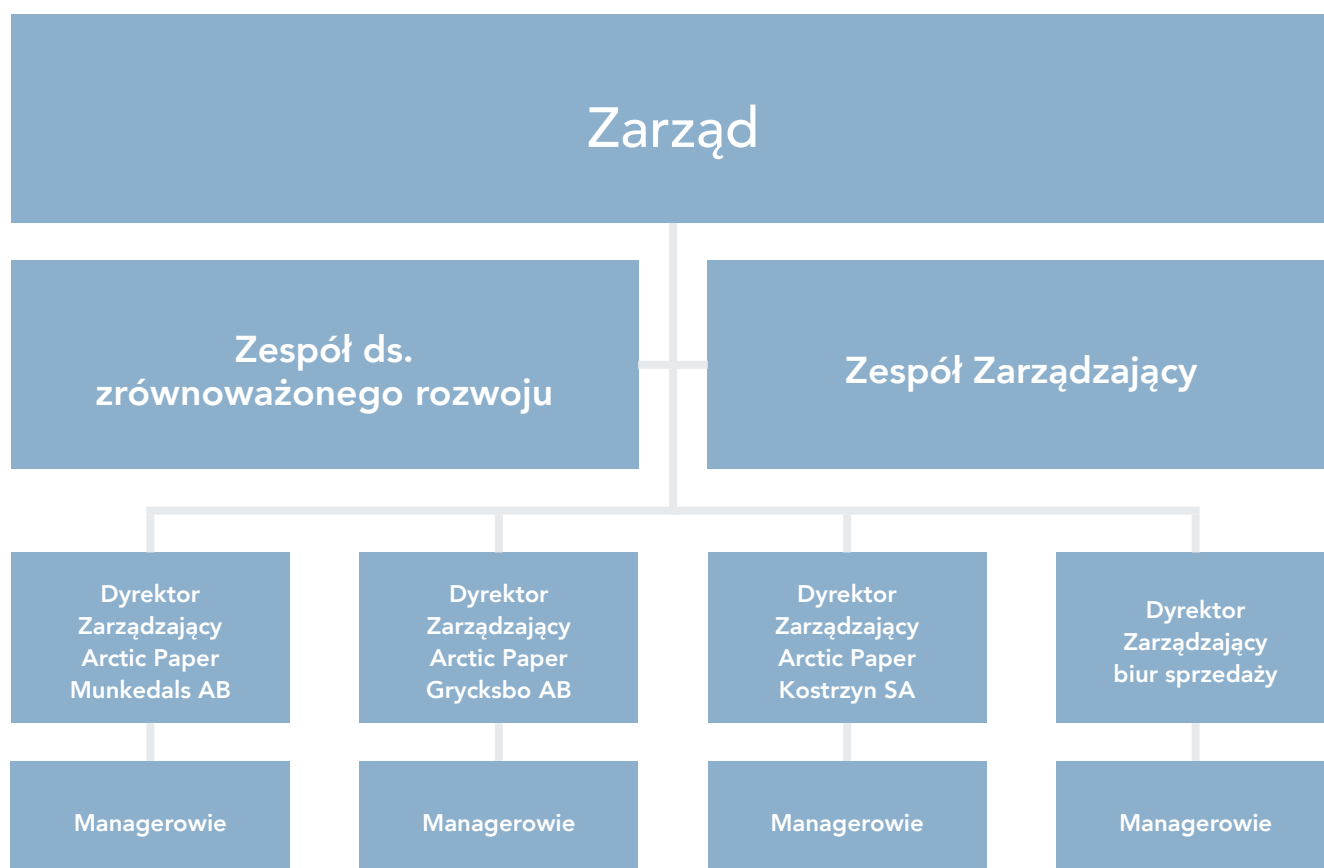 Zarząd
Zespół ds.
zrównoważonego rozwoju
Zespół Zarządzający
Dyrektor
Zarządzający
Arctic Paper
Munkedals AB
Dyrektor
Zarządzający
Arctic Paper
Grycksbo AB
Dyrektor
Zarządzający
Arctic Paper
Kostrzyn SA
Dyrektor
Zarządzający
biur sprzedaży
Managerowie
Managerowie
Managerowie
Managerowie